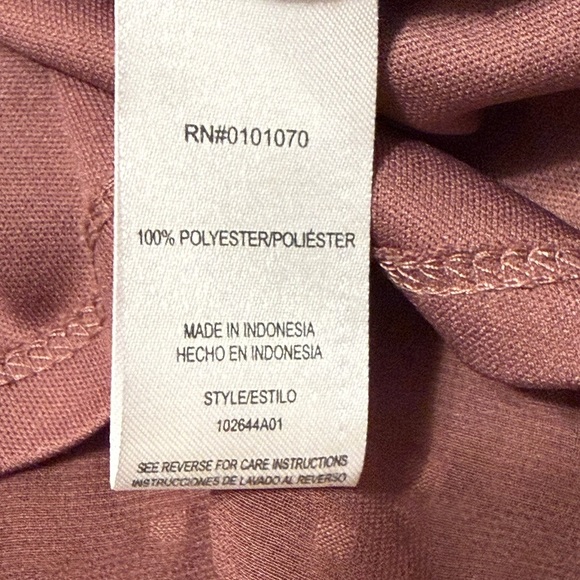 RN#0101070
100% POLYESTER/POLIÉSTER
MADE IN INDONESIA
HECHO EN INDONESIA
STYLE/ESTILO
102644A01
SEE REVERSE FOR CARE INSTRUCTIONS
INSTRUCCIONES DE LAVADO AL REVERSO